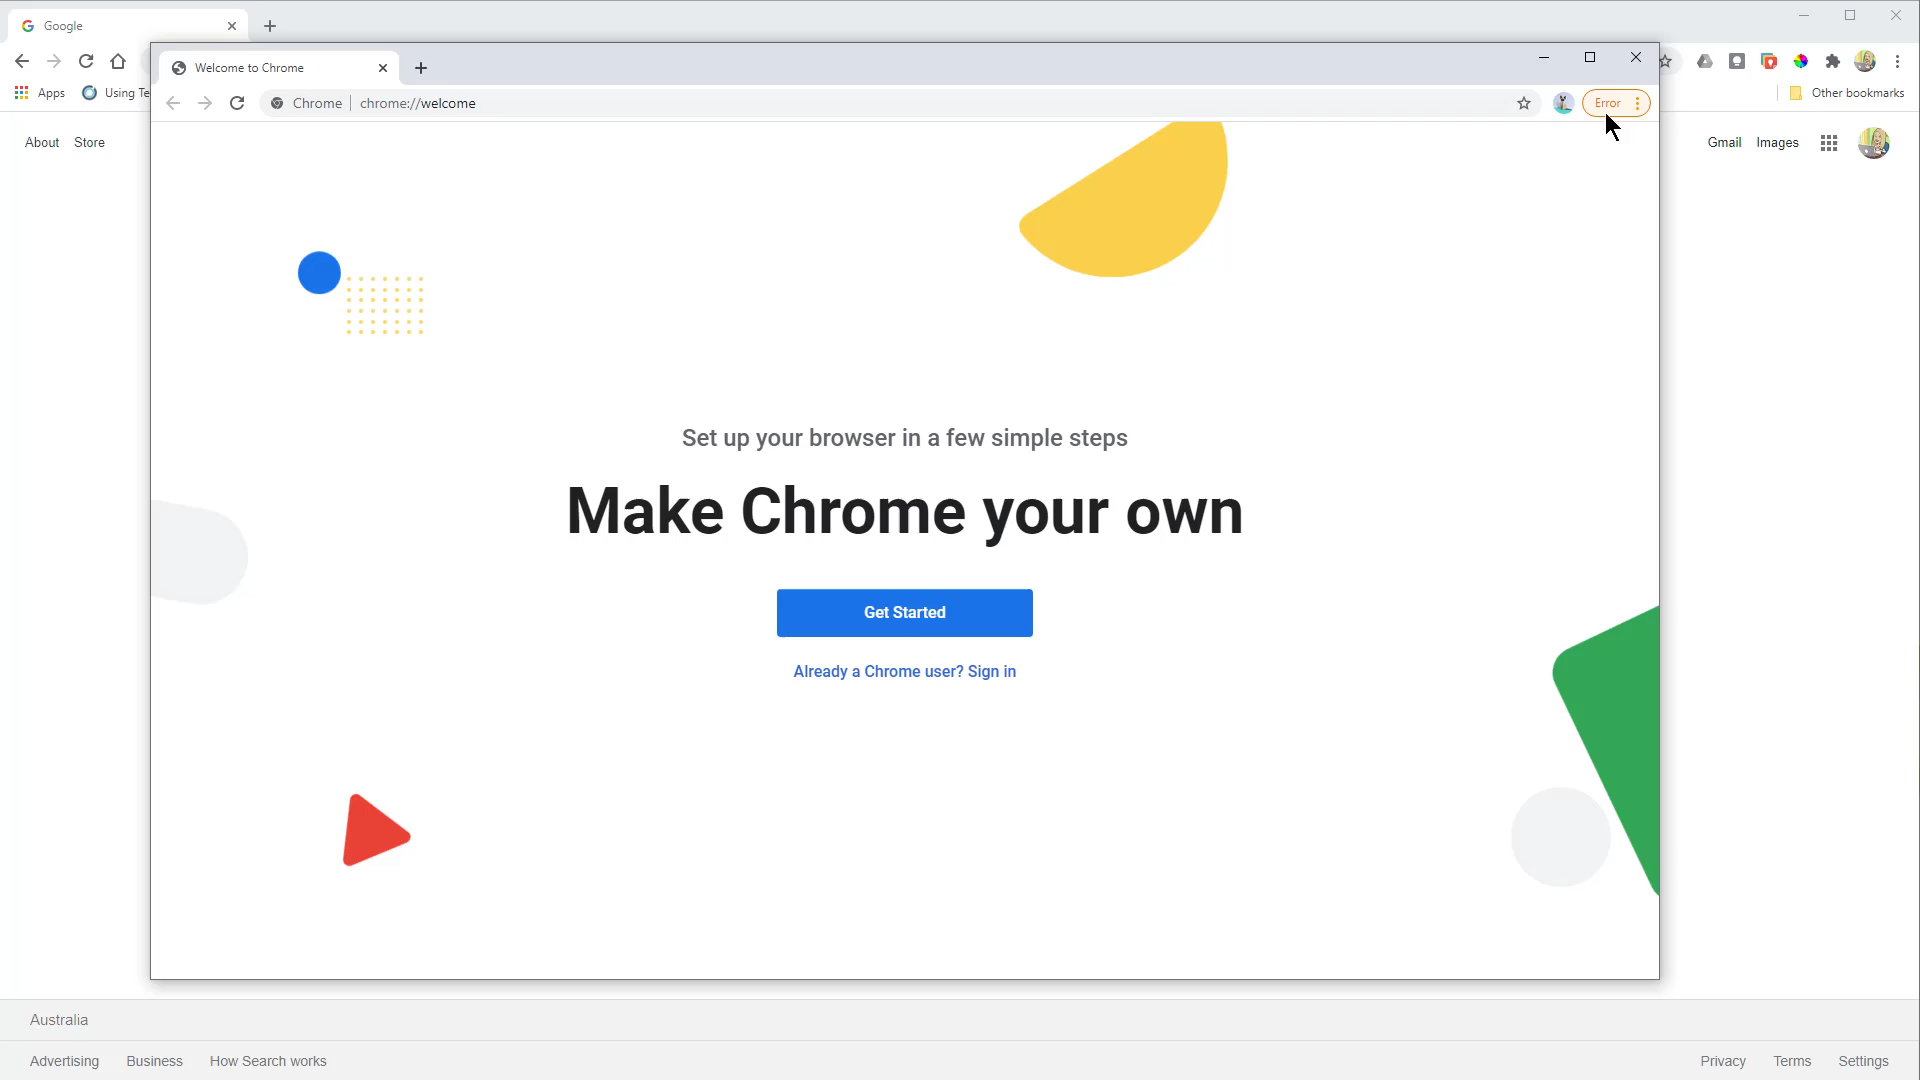 Google
Welcome to Chrome
Chrome
chrome://welcome
Error
Apps
Using Te
Other bookmarks
About
Store
Gmail
Images
Set up your browser in a few simple steps
Make Chrome your own
Get Started
Already a Chrome user? Sign in
Australia
Advertising
Business
How Search works
Privacy
Terms
Settings